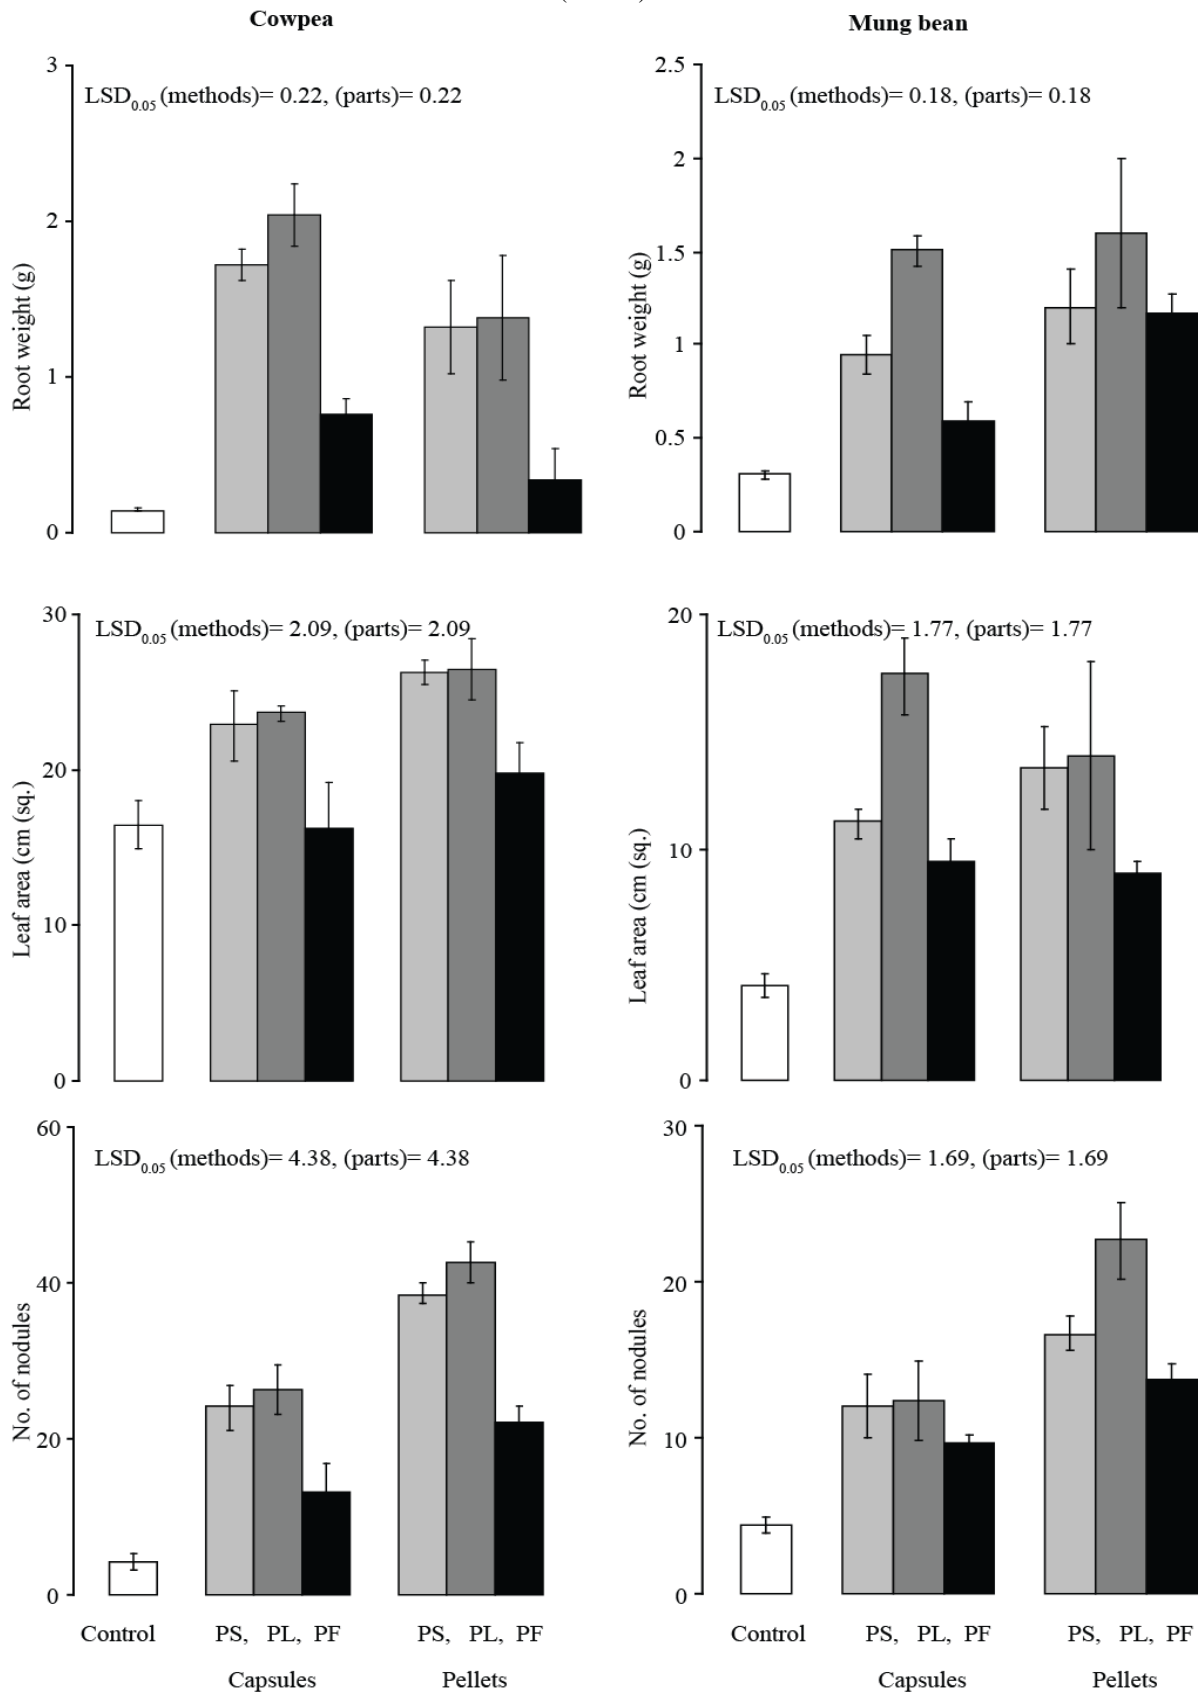 Cowpea
Mung bean
3
2
1
0
Root weight (g)
LSD0.05 (methods)= 0.22, (parts)= 0.22
2.5
2
1.5
1
0.5
0
Root weight (g)
LSD0.05 (methods)= 0.18, (parts)= 0.18
30
20
10
0
Leaf area (cm (sq.)
LSD0.05 (methods)= 2.09, (parts)= 2.09
20
10
0
Leaf area (cm (sq.)
LSD0.05 (methods)= 1.77, (parts)= 1.77
60
40
20
0
No. of nodules
LSD0.05 (methods)= 4.38, (parts)= 4.38
30
20
10
0
No. of nodules
LSD0.05 (methods)= 1.69, (parts)= 1.69
Control PS, PL, PF PS, PL, PF
Capsules Pellets
Control PS, PL, PF PS, PL, PF
Capsules Pellets